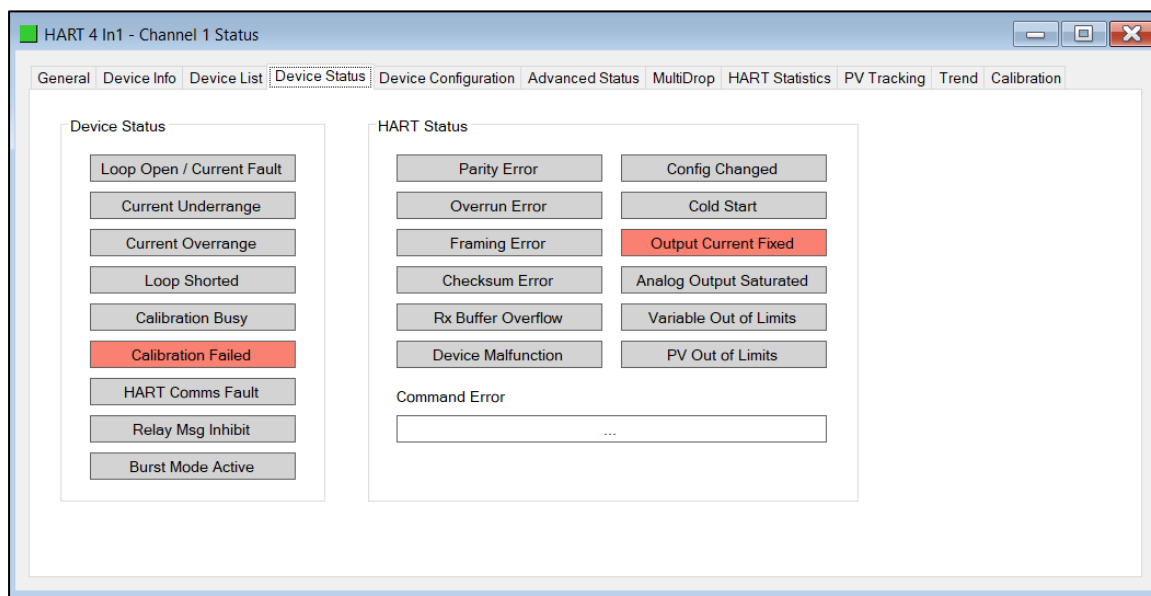 HART 4 In1 - Channel 1 Status
General Device Info Device List Device Status Device Configuration Advanced Status MultiDrop HART Statistics PV Tracking Trend Calibration
Device Status
Loop Open / Current Fault
Current Underrange
Current Overrange
Loop Shorted
Calibration Busy
Calibration Failed
HART Comms Fault
Relay Msg Inhibit
Burst Mode Active
HART Status
Parity Error Config Changed
Overrun Error Cold Start
Framing Error Output Current Fixed
Checksum Error Analog Output Saturated
Rx Buffer Overflow Variable Out of Limits
Device Malfunction PV Out of Limits
Command Error
...